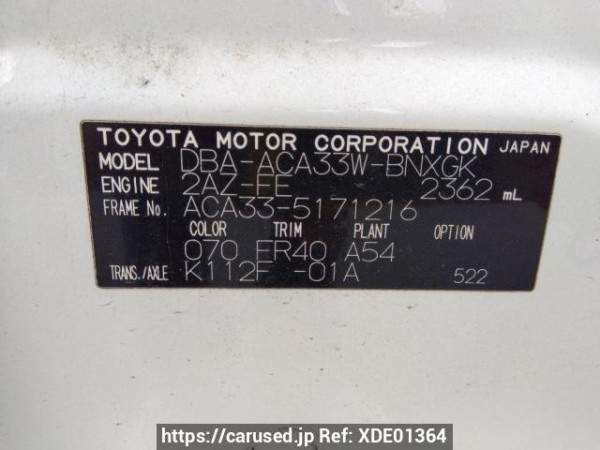 TOYOTA MOTOR CORPORATION JAPAN
MODEL DBA-ACA33W-BNXGK
ENGINE 2AZ-FE 2362 mL
FRAME No. ACA33-5171216
COLOR TRIM PLANT OPTION
070 FR40 A54
TRANS./AXLE K112F -01A 522
https://carused.jp Ref: XDE01364